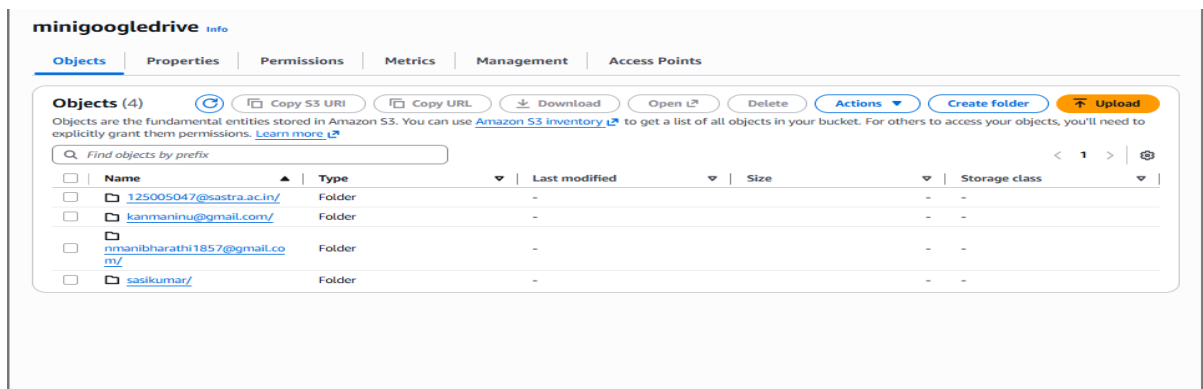 minigoogledrive Info
Objects Properties Permissions Metrics Management Access Points
Objects (4) Copy S3 URI Copy URL Download Open Delete Actions Create folder Upload
Objects are the fundamental entities stored in Amazon S3. You can use Amazon S3 inventory to get a list of all objects in your bucket. For others to access your objects, you'll need to
explicitly grant them permissions. Learn more
Find objects by prefix 1
Name Type Last modified Size Storage class
125005047@sastra.ac.in/ Folder - - -
kanmaninu@gmail.com/ Folder - - -
nmanibharathi1857@gmail.co Folder - - -
m/
sasikumar/ Folder - - -